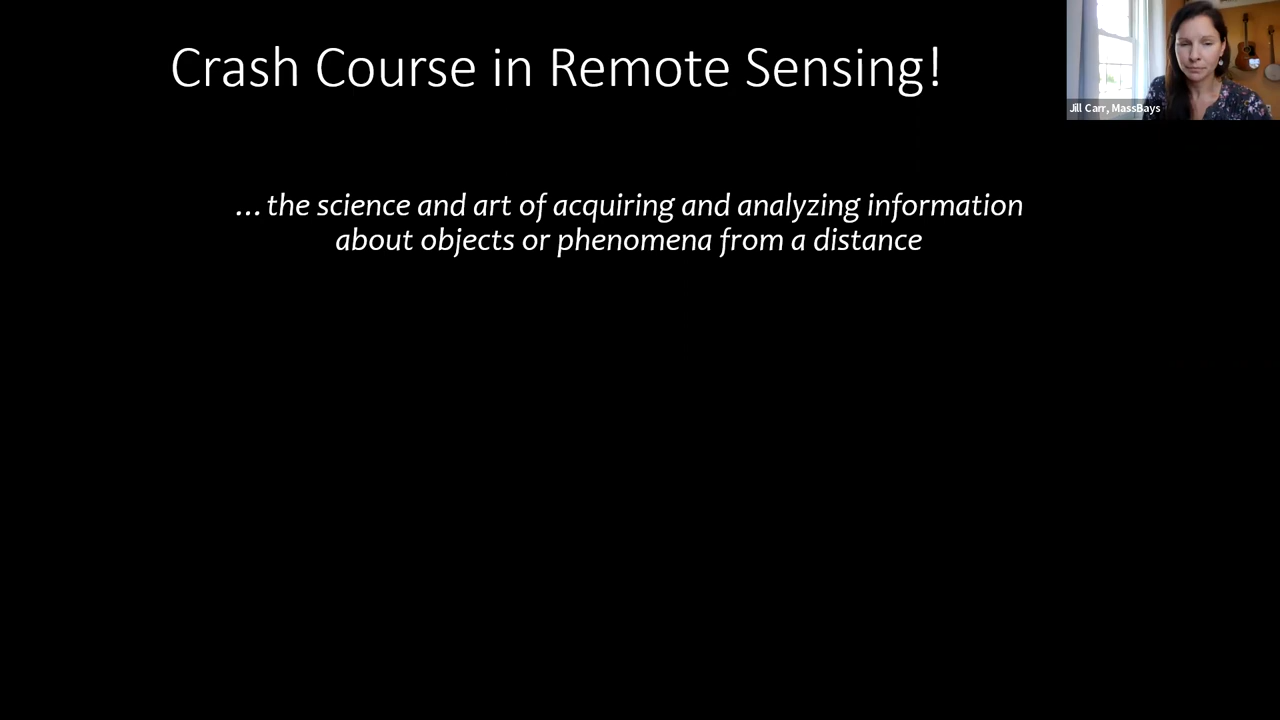 Crash Course in Remote Sensing!
Jill Carr, MassBays
…the science and art of acquiring and analyzing information
about objects or phenomena from a distance